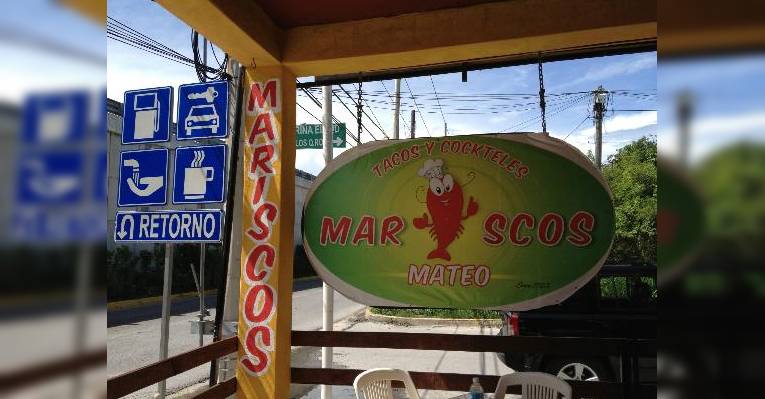 RETORNO
MARISCOS
TACOS Y COCKTELES
MAR SCOS
MATEO